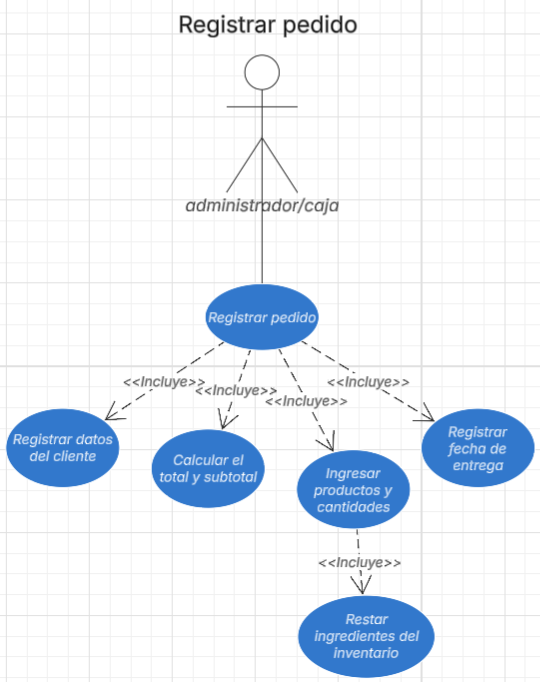 Registrar pedido
administrador/caja
Registrar pedido
<<Incluye>>
<<Incluye>>
<<Incluye>>
<<Incluye>>
Registrar datos
del cliente
Calcular el
total y subtotal
Ingresar
productos y
cantidades
Registrar
fecha de
entrega
<<Incluye>>
Restar
ingredientes del
inventario